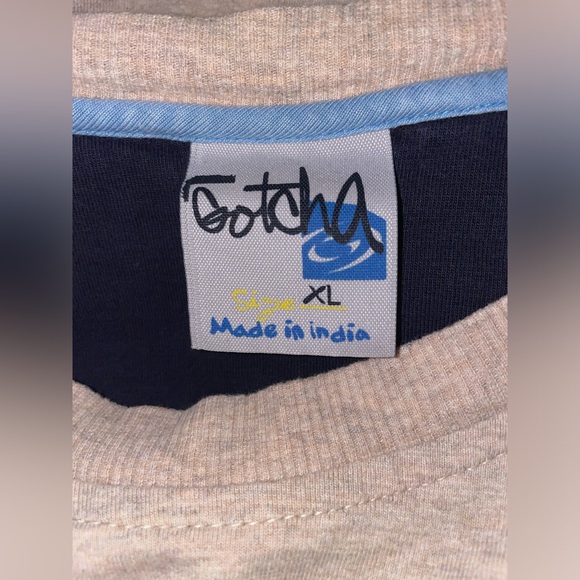 Gotcha
Size XL
Made in india